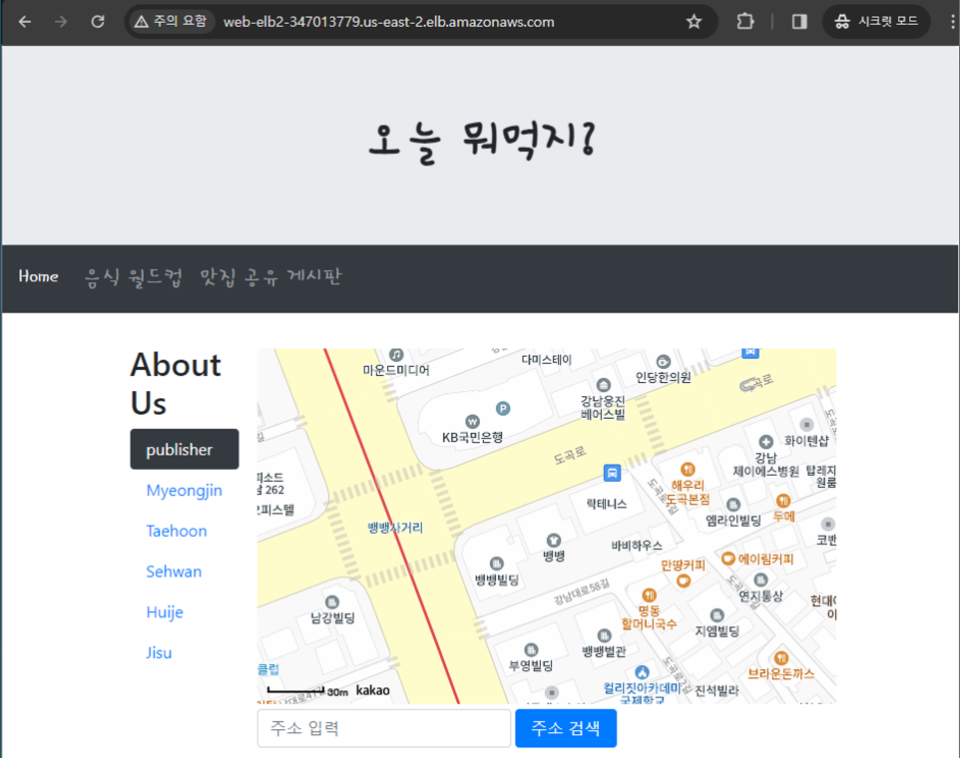 주의 요함
web-elb2-347013779.us-east-2.elb.amazonaws.com
시크릿 모드
오늘 뭐먹지?
Home 음식 월드컵 맛집 공유 게시판
About
Us
publisher
Myeongjin
Taehoon
Sehwan
Huije
Jisu
마운드미디어
다미스테이
인당한의원
강남웅진
베어스빌
도곡로
P
KB국민은행
화이텐샵
강남
제이에스병원
도곡로
해우리
도곡본점
락테니스
엠라인빌딩
두메
뱅뱅사거리
뱅뱅
바비하우스
뱅뱅빌딩
만땅커피
에이림커피
강남대로58길
연지통상
남강빌딩
명동
할머니국수
지엠빌딩
뱅뱅별관
부영빌딩
브라운돈까스
컬리짓아카데미
국제학교
진석빌라
클럽
30m kakao
주소 입력
주소 검색